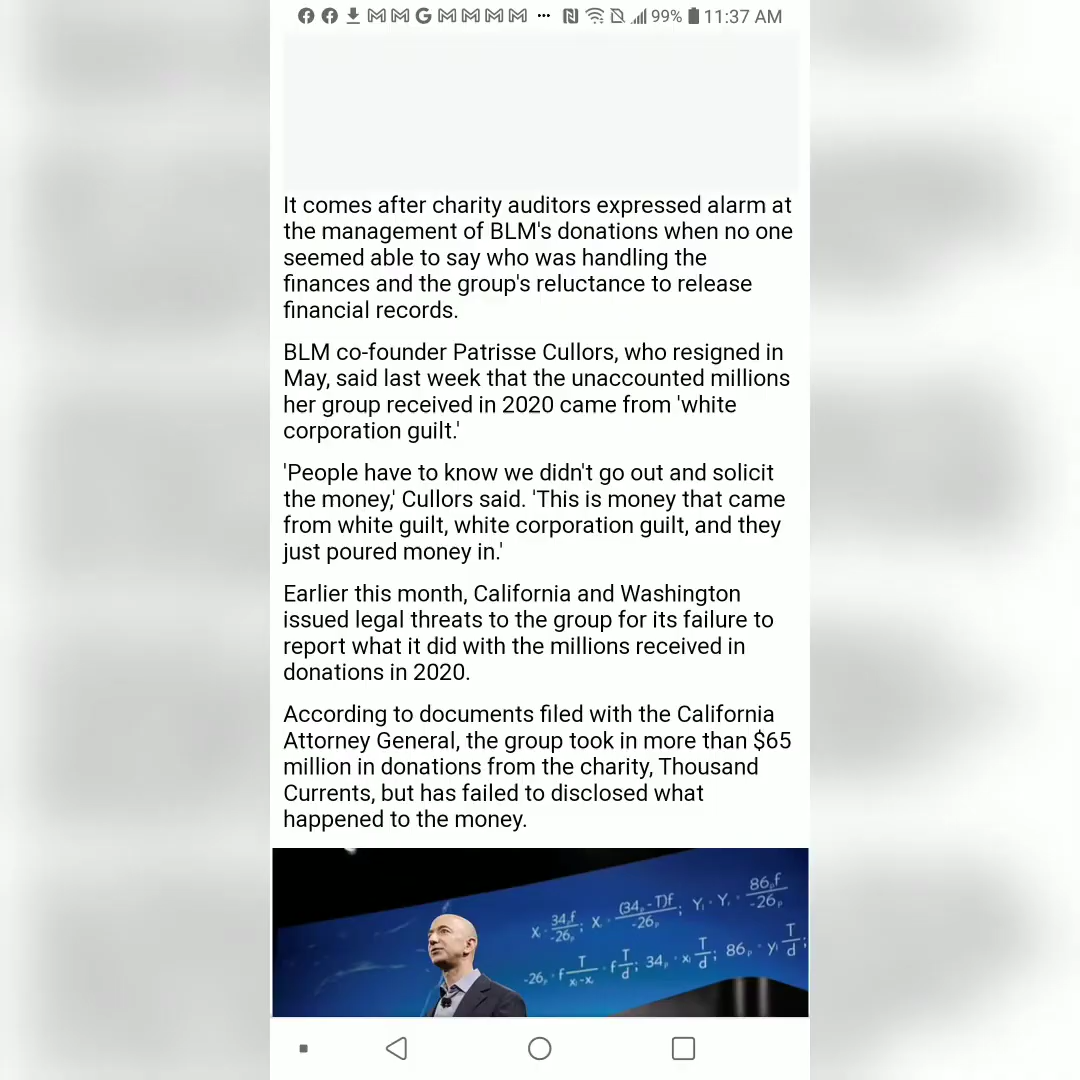 99% 11:37 AM
It comes after charity auditors expressed alarm at
the management of BLM's donations when no one
seemed able to say who was handling the
finances and the group's reluctance to release
financial records.
BLM co-founder Patrisse Cullors, who resigned in
May, said last week that the unaccounted millions
her group received in 2020 came from 'white
corporation guilt.'
'People have to know we didn't go out and solicit
the money,' Cullors said. 'This is money that came
from white guilt, white corporation guilt, and they
just poured money in.'
Earlier this month, California and Washington
issued legal threats to the group for its failure to
report what it did with the millions received in
donations in 2020.
According to documents filed with the California
Attorney General, the group took in more than $65
million in donations from the charity, Thousand
Currents, but has failed to disclosed what
happened to the money.